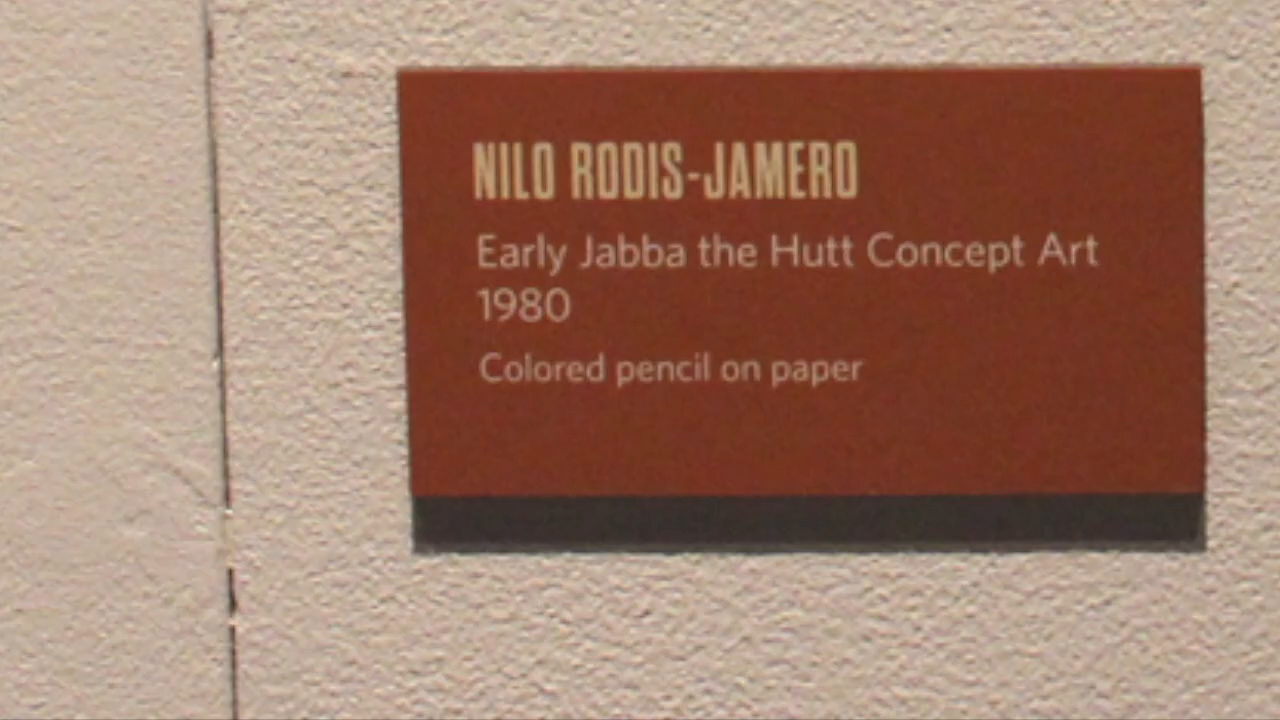 NILO RODIS-JAMERO
Early Jabba the Hutt Concept Art
1980
Colored pencil on paper